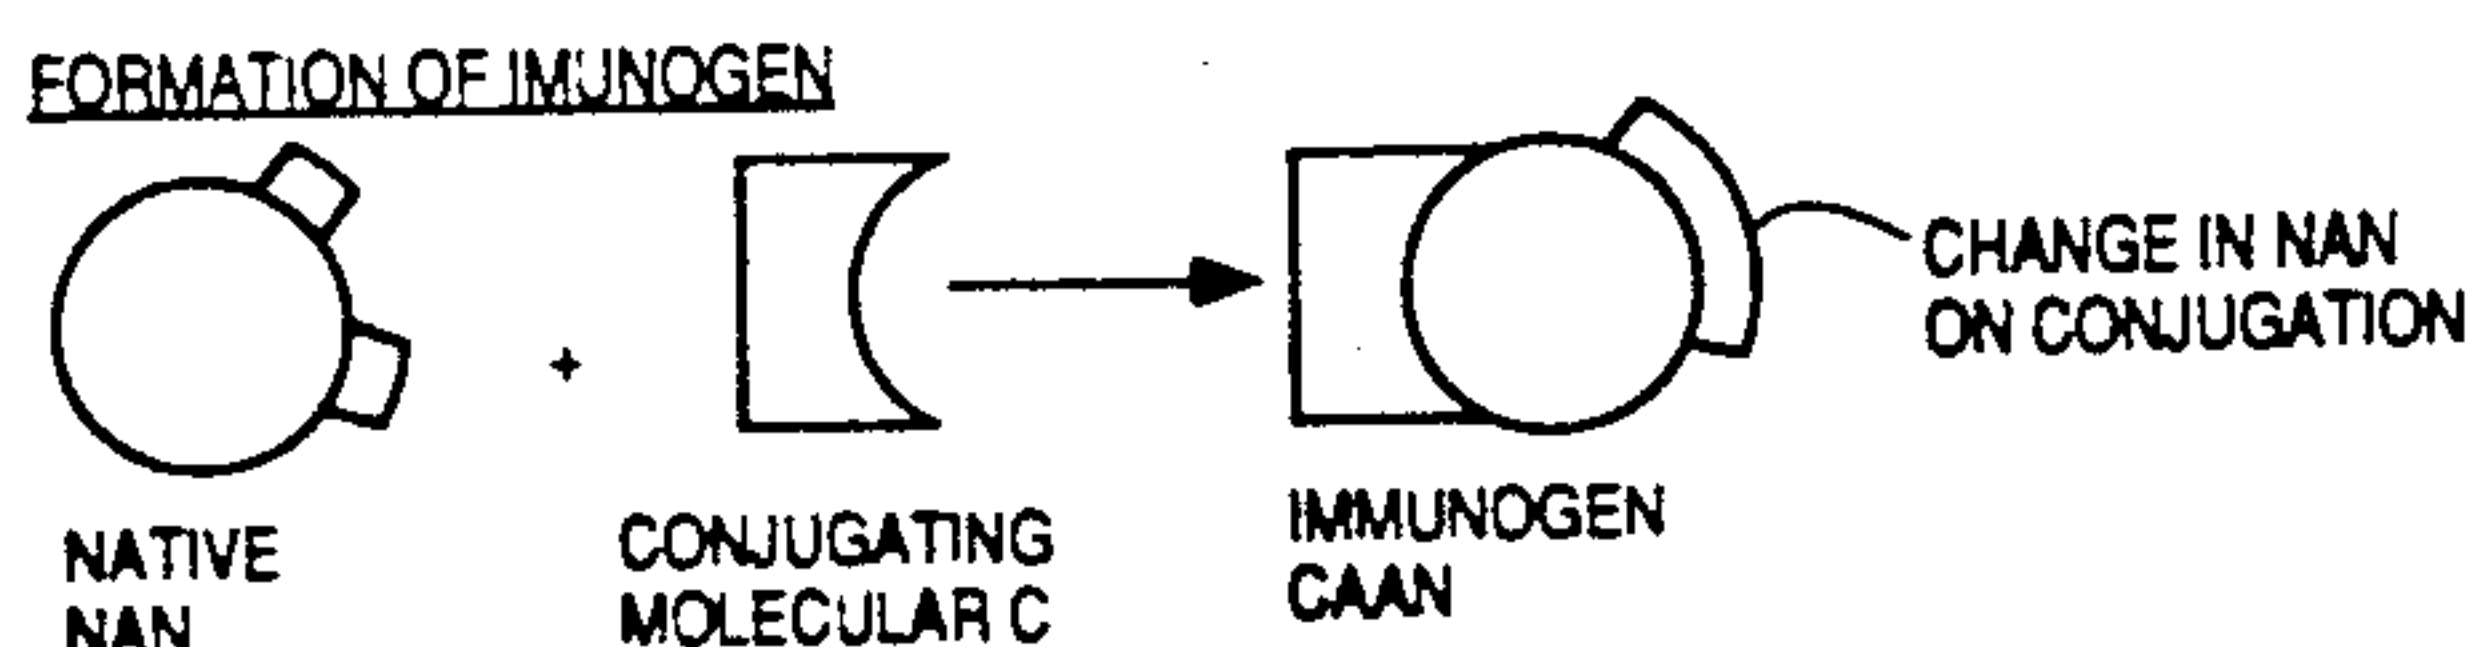 FORMATION OF IMUNOGEN
+
CHANGE IN NAN
ON CONJUGATION
NATIVE
NAN
CONJUGATING
MOLECULAR C
IMMUNOGEN
CAAN